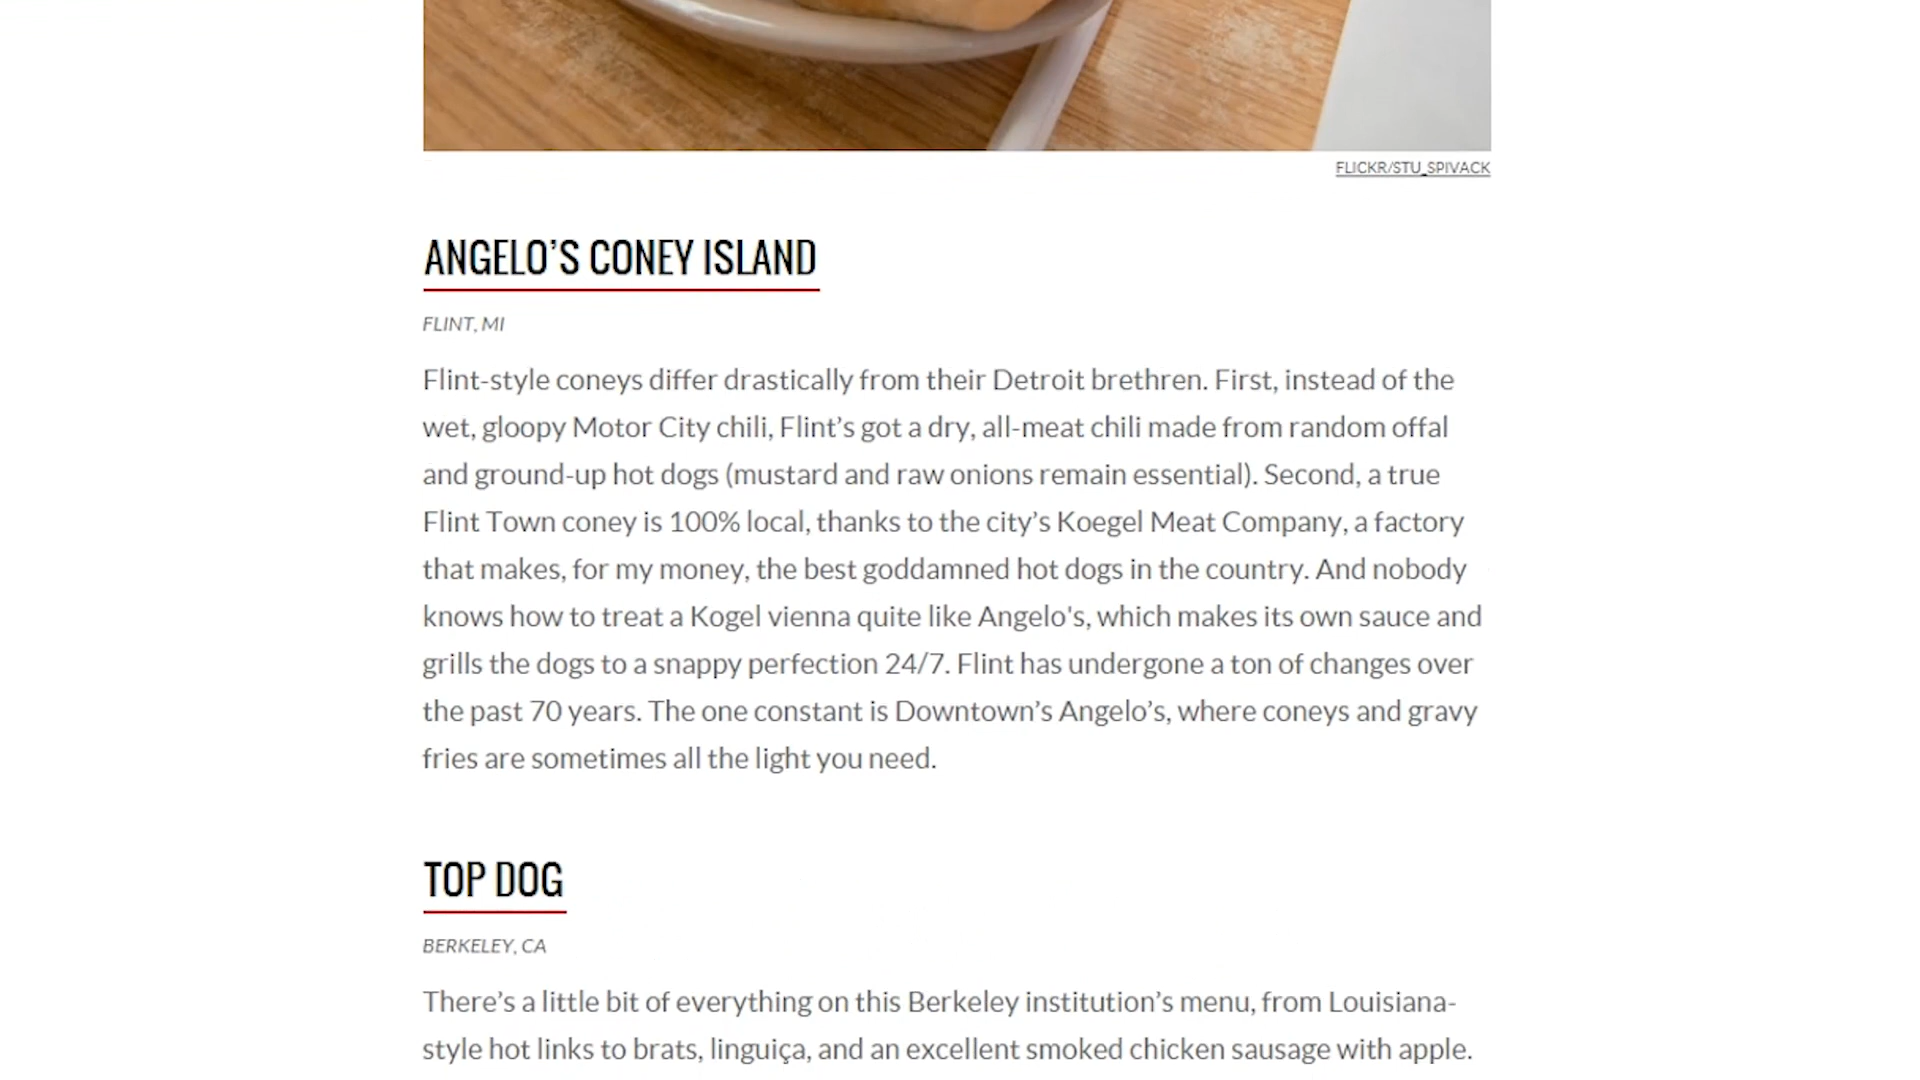 FLICKR/STU_SPIVACK
ANGELO’S CONEY ISLAND
FLINT, MI
Flint-style coneys differ drastically from their Detroit brethren. First, instead of the
wet, gloopy Motor City chili, Flint’s got a dry, all-meat chili made from random offal
and ground-up hot dogs (mustard and raw onions remain essential). Second, a true
Flint Town coney is 100% local, thanks to the city’s Koegel Meat Company, a factory
that makes, for my money, the best goddamned hot dogs in the country. And nobody
knows how to treat a Kogel vienna quite like Angelo's, which makes its own sauce and
grills the dogs to a snappy perfection 24/7. Flint has undergone a ton of changes over
the past 70 years. The one constant is Downtown’s Angelo’s, where coneys and gravy
fries are sometimes all the light you need.
TOP DOG
BERKELEY, CA
There’s a little bit of everything on this Berkeley institution’s menu, from Louisiana-
style hot links to brats, linguiça, and an excellent smoked chicken sausage with apple.